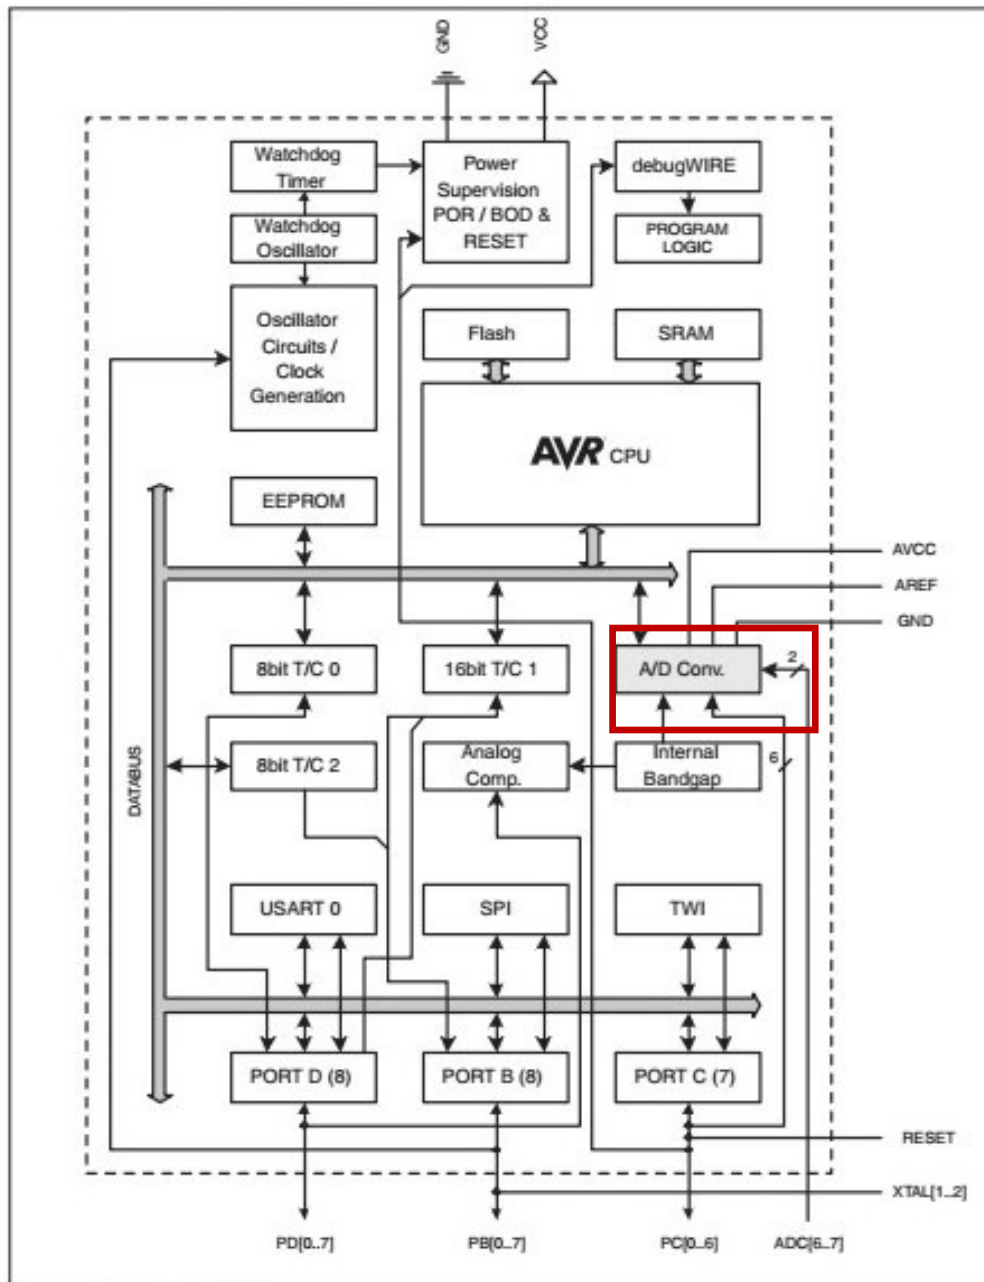 GND
VCC
Watchdog
Timer
Power
Supervision
POR / BOD &
RESET
debugWIRE
Watchdog
Oscillator
PROGRAM
LOGIC
Oscillator
Circuits /
Clock
Generation
Flash
SRAM
AVR CPU
EEPROM
AVCC
AREF
GND
8bit T/C 0
16bit T/C 1
A/D Conv.
2
8bit T/C 2
Analog
Comp.
Internal
Bandgap
6
DATABUS
USART 0
SPI
TWI
PORT D (8)
PORT B (8)
PORT C (7)
RESET
XTAL[1..2]
PD[0..7]
PB[0..7]
PC[0..6]
ADC[6..7]